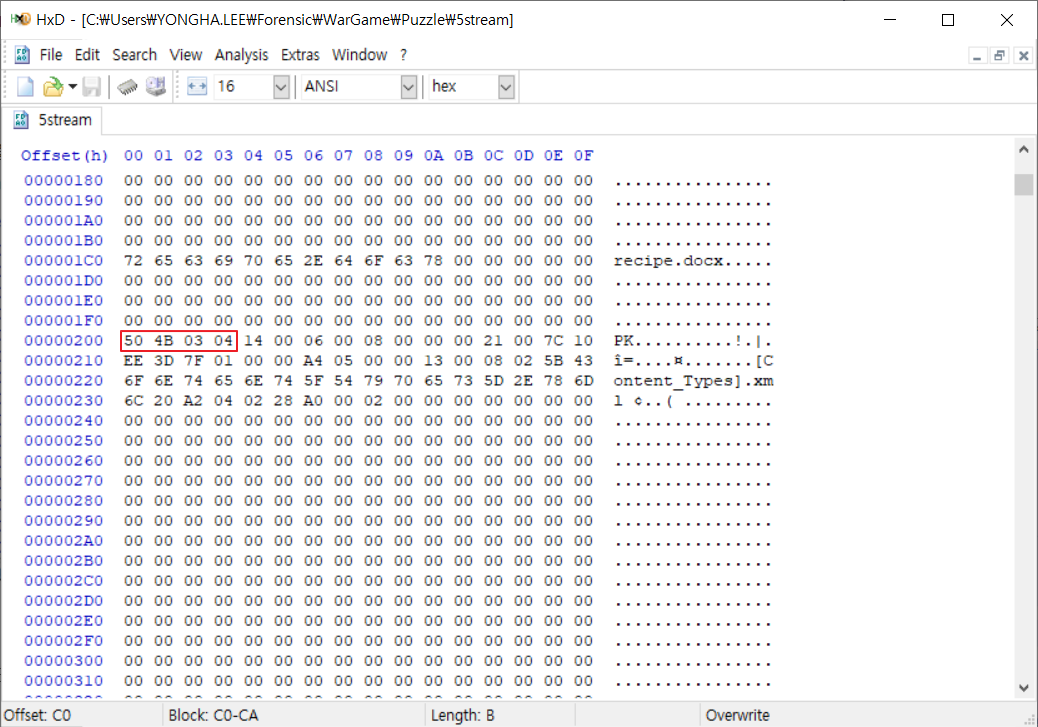 HxD - [C:₩Users₩YONGHA.LEE₩Forensic₩WarGame₩Puzzle₩5stream]
File Edit Search View Analysis Extras Window ?
16 ANSI hex
5stream
Offset(h) 00 01 02 03 04 05 06 07 08 09 0A 0B 0C 0D 0E 0F
00000180 00 00 00 00 00 00 00 00 00 00 00 00 00 00 00 00 ................
00000190 00 00 00 00 00 00 00 00 00 00 00 00 00 00 00 00 ................
000001A0 00 00 00 00 00 00 00 00 00 00 00 00 00 00 00 00 ................
000001B0 00 00 00 00 00 00 00 00 00 00 00 00 00 00 00 00 ................
000001C0 72 65 63 69 70 65 2E 64 6F 63 78 00 00 00 00 00 recipe.docx.....
000001D0 00 00 00 00 00 00 00 00 00 00 00 00 00 00 00 00 ................
000001E0 00 00 00 00 00 00 00 00 00 00 00 00 00 00 00 00 ................
000001F0 00 00 00 00 00 00 00 00 00 00 00 00 00 00 00 00 ................
00000200 50 4B 03 04 14 00 06 00 08 00 00 00 21 00 7C 10 PK..........!.|.
00000210 EE 3D 7F 01 00 00 A4 05 00 00 13 00 08 02 5B 43 î=....¤.......[C
00000220 6F 6E 74 65 6E 74 5F 54 79 70 65 73 5D 2E 78 6D ontent_Types].xm
00000230 6C 20 A2 04 02 28 A0 00 02 00 00 00 00 00 00 00 l ¢..( .........
00000240 00 00 00 00 00 00 00 00 00 00 00 00 00 00 00 00 ................
00000250 00 00 00 00 00 00 00 00 00 00 00 00 00 00 00 00 ................
00000260 00 00 00 00 00 00 00 00 00 00 00 00 00 00 00 00 ................
00000270 00 00 00 00 00 00 00 00 00 00 00 00 00 00 00 00 ................
00000280 00 00 00 00 00 00 00 00 00 00 00 00 00 00 00 00 ................
00000290 00 00 00 00 00 00 00 00 00 00 00 00 00 00 00 00 ................
000002A0 00 00 00 00 00 00 00 00 00 00 00 00 00 00 00 00 ................
000002B0 00 00 00 00 00 00 00 00 00 00 00 00 00 00 00 00 ................
000002C0 00 00 00 00 00 00 00 00 00 00 00 00 00 00 00 00 ................
000002D0 00 00 00 00 00 00 00 00 00 00 00 00 00 00 00 00 ................
000002E0 00 00 00 00 00 00 00 00 00 00 00 00 00 00 00 00 ................
000002F0 00 00 00 00 00 00 00 00 00 00 00 00 00 00 00 00 ................
00000300 00 00 00 00 00 00 00 00 00 00 00 00 00 00 00 00 ................
00000310 00 00 00 00 00 00 00 00 00 00 00 00 00 00 00 00 ................
Offset: C0 Block: C0-CA Length: B Overwrite